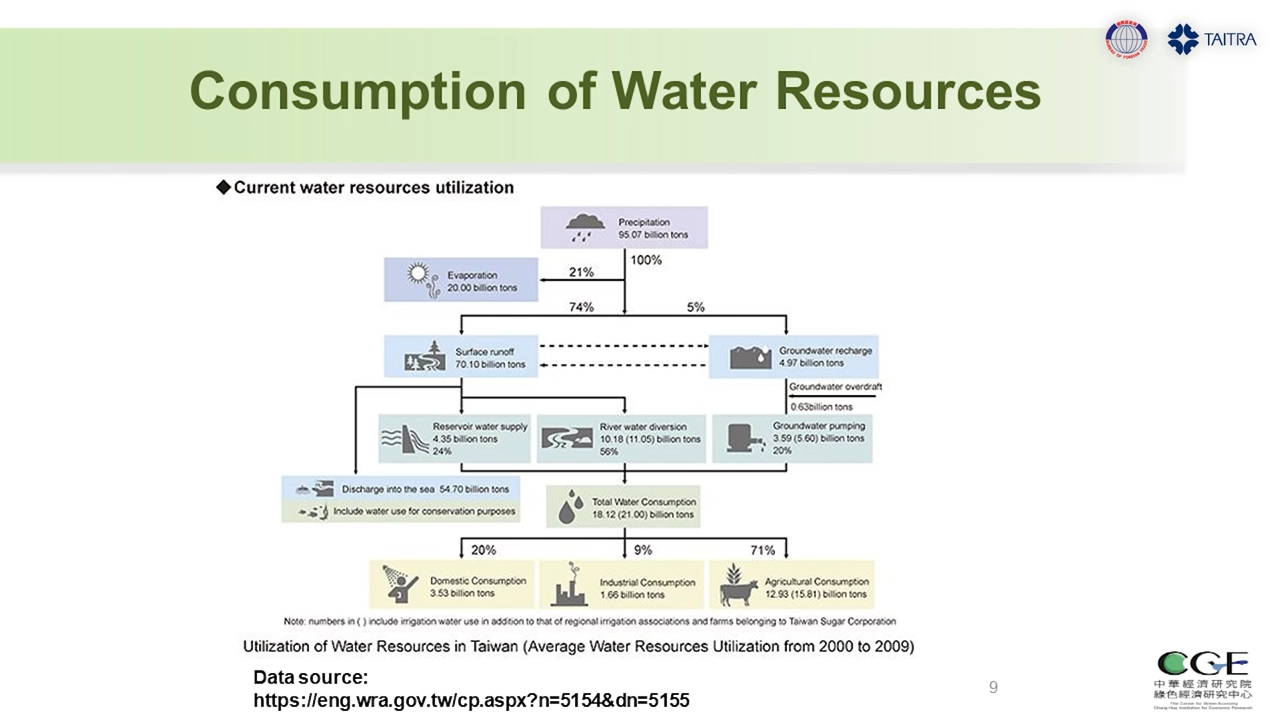 TAITRA
Consumption of Water Resources
◆Current water resources utilization
Precipitation
95.07 billion tons
100%
21%
Evaporation
20.00 billion tons
74%
5%
Surface runoff
70.10 billion tons
Groundwater recharge
4.97 billion tons
Groundwater overdraft
0.63billion tons
Reservoir water supply
4.35 billion tons
24%
River water diversion
10.18 (11.05) billion tons
56%
Groundwater pumping
3.59 (5.60) billion tons
20%
Discharge into the sea 54.70 billion tons
Include water use for conservation purposes
Total Water Consumption
18.12 (21.00) billion tons
20%
9%
71%
Domestic Consumption
3.53 billion tons
Industrial Consumption
1.66 billion tons
Agricultural Consumption
12.93 (15.81) billion tons
Note: numbers in ( ) include irrigation water use in addition to that of regional irrigation associations and farms belonging to Taiwan Sugar Corporation
Utilization of Water Resources in Taiwan (Average Water Resources Utilization from 2000 to 2009)
Data source:
https://eng.wra.gov.tw/cp.aspx?n=5154&dn=5155
9
CGE
中華經濟研究院
綠色經濟研究中心